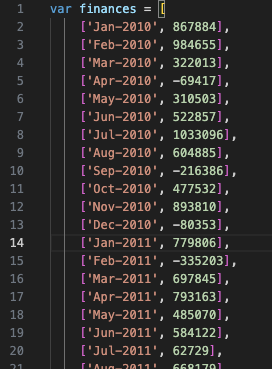 1 var finances = [
2 ['Jan-2010', 867884],
3 ['Feb-2010', 984655],
4 ['Mar-2010', 322013],
5 ['Apr-2010', -69417],
6 ['May-2010', 310503],
7 ['Jun-2010', 522857],
8 ['Jul-2010', 1033096],
9 ['Aug-2010', 604885],
10 ['Sep-2010', -216386],
11 ['Oct-2010', 477532],
12 ['Nov-2010', 893810],
13 ['Dec-2010', -80353],
14 ['Jan-2011', 779806],
15 ['Feb-2011', -335203],
16 ['Mar-2011', 697845],
17 ['Apr-2011', 793163],
18 ['May-2011', 485070],
19 ['Jun-2011', 584122],
20 ['Jul-2011', 62729],
21 ['Aug-2011', 668179],